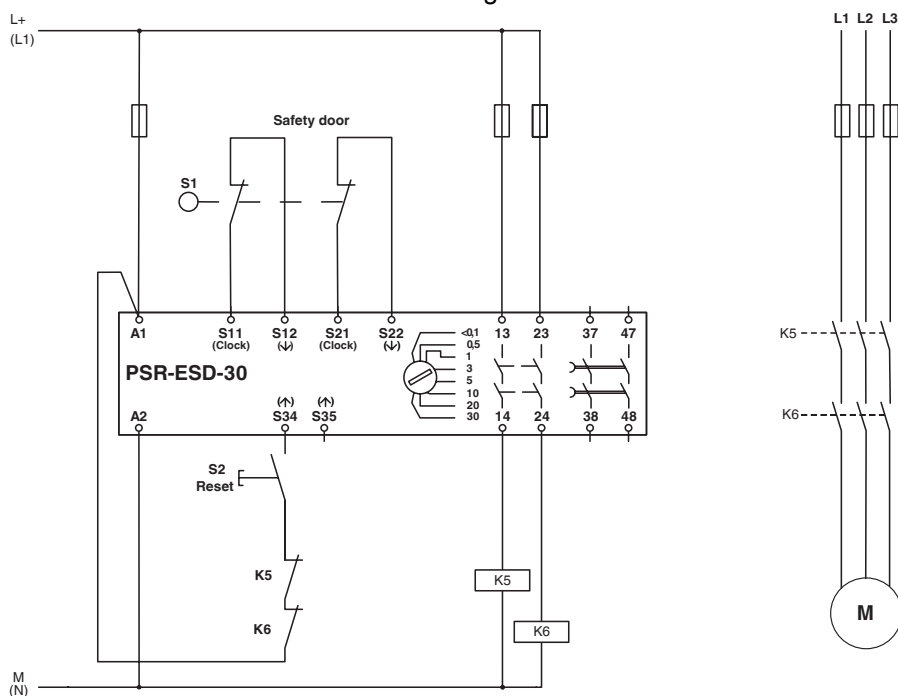 L+
(L1)
L1 L2 L3
Safety door
S1
A1 S11 S12 S21 S22 <0,1 13 23 37 47
(Clock) (↓) (Clock) (↓) 0,5
1
3
PSR-ESD-30 5
10
(↑) (↑) 20
A2 S34 S35 30 14 24 38 48
K5
K6
S2
Reset
K5 K5
K6 K6
M
M
(N)